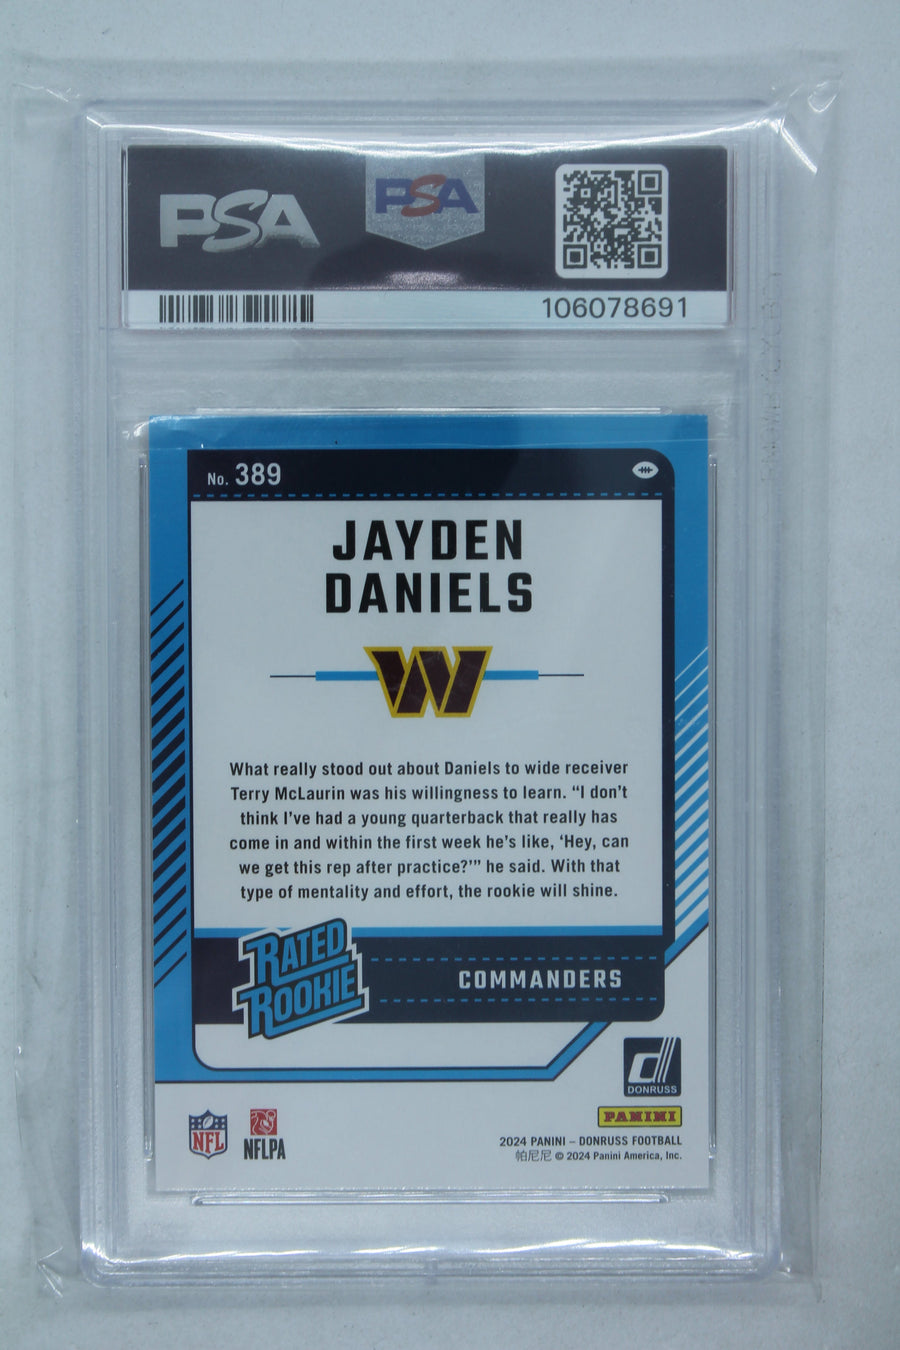 PSA
PSA
106078691
No. 389
JAYDEN
DANIELS
W
What really stood out about Daniels to wide receiver
Terry McLaurin was his willingness to learn. “I don’t
think I’ve had a young quarterback that really has
come in and within the first week he’s like, ‘Hey, can
we get this rep after practice?’” he said. With that
type of mentality and effort, the rookie will shine.
RATED
ROOKIE
COMMANDERS
DONRUSS
PANINI
NFL
NFLPA
2024 PANINI – DONRUSS FOOTBALL
帕尼尼 © 2024 Panini America, Inc.